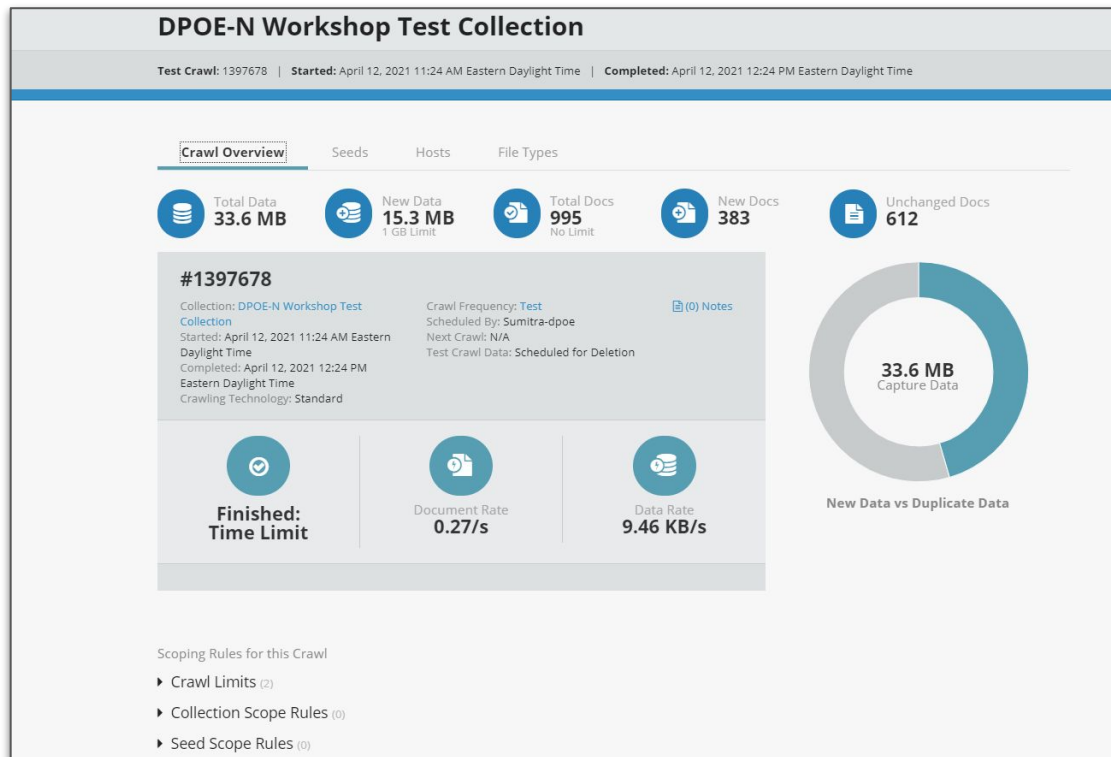 DPOE-N Workshop Test Collection
Test Crawl: 1397678 | Started: April 12, 2021 11:24 AM Eastern Daylight Time | Completed: April 12, 2021 12:24 PM Eastern Daylight Time
Crawl Overview Seeds Hosts File Types
Total Data
33.6 MB
New Data
15.3 MB
1 GB Limit
Total Docs
995
No Limit
New Docs
383
Unchanged Docs
612
#1397678
Collection: DPOE-N Workshop Test
Collection
Started: April 12, 2021 11:24 AM Eastern
Daylight Time
Completed: April 12, 2021 12:24 PM
Eastern Daylight Time
Crawling Technology: Standard
Crawl Frequency: Test
Scheduled By: Sumitra-dpoe
Next Crawl: N/A
Test Crawl Data: Scheduled for Deletion
(0) Notes
33.6 MB
Capture Data
New Data vs Duplicate Data
Finished:
Time Limit
Document Rate
0.27/s
Data Rate
9.46 KB/s
Scoping Rules for this Crawl
Crawl Limits (2)
Collection Scope Rules (0)
Seed Scope Rules (0)